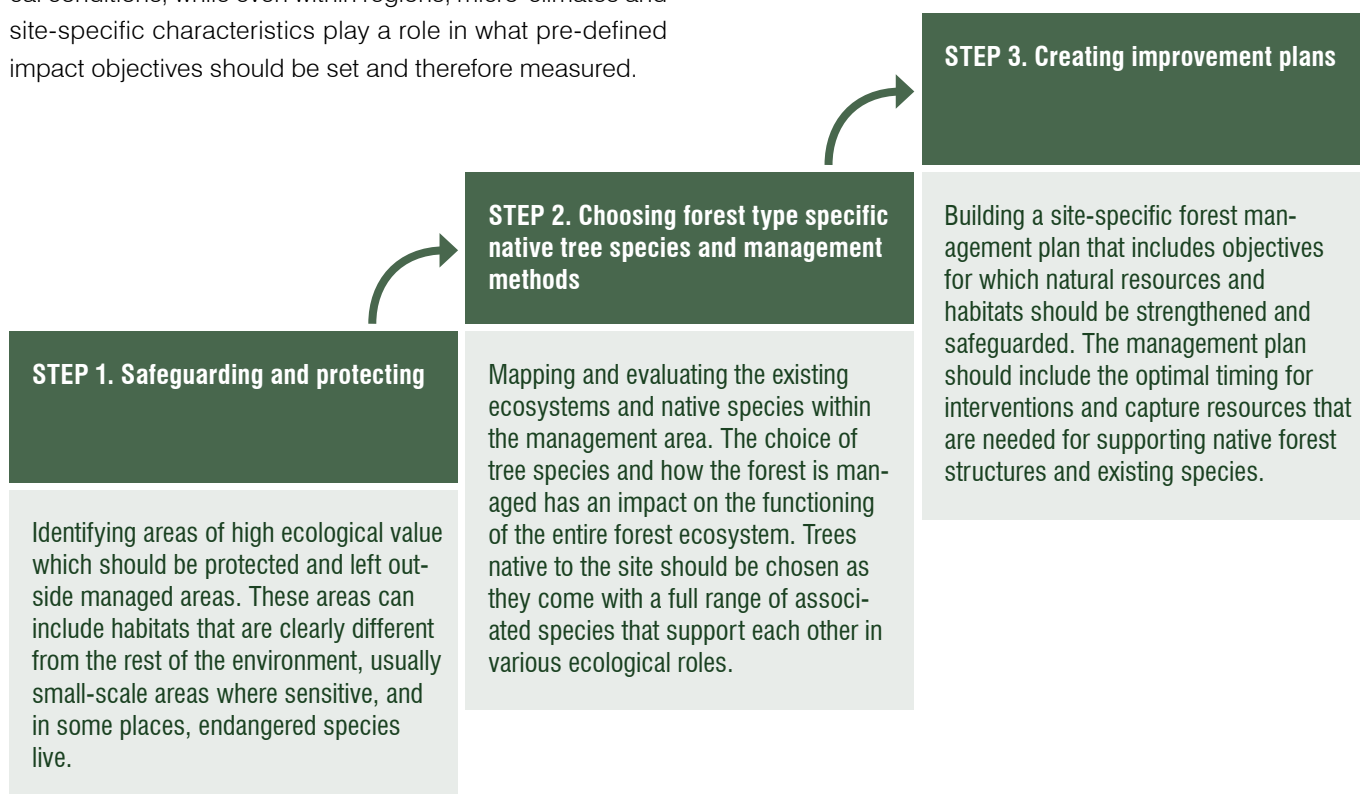 site-specific characteristics play a role in what pre-defined
impact objectives should be set and therefore measured.
STEP 1. Safeguarding and protecting
Identifying areas of high ecological value
which should be protected and left out-
side managed areas. These areas can
include habitats that are clearly different
from the rest of the environment, usually
small-scale areas where sensitive, and
in some places, endangered species
live.
STEP 2. Choosing forest type specific
native tree species and management
methods
Mapping and evaluating the existing
ecosystems and native species within
the management area. The choice of
tree species and how the forest is man-
aged has an impact on the functioning
of the entire forest ecosystem. Trees
native to the site should be chosen as
they come with a full range of associ-
ated species that support each other in
various ecological roles.
STEP 3. Creating improvement plans
Building a site-specific forest man-
agement plan that includes objectives
for which natural resources and
habitats should be strengthened and
safeguarded. The management plan
should include the optimal timing for
interventions and capture resources that
are needed for supporting native forest
structures and existing species.